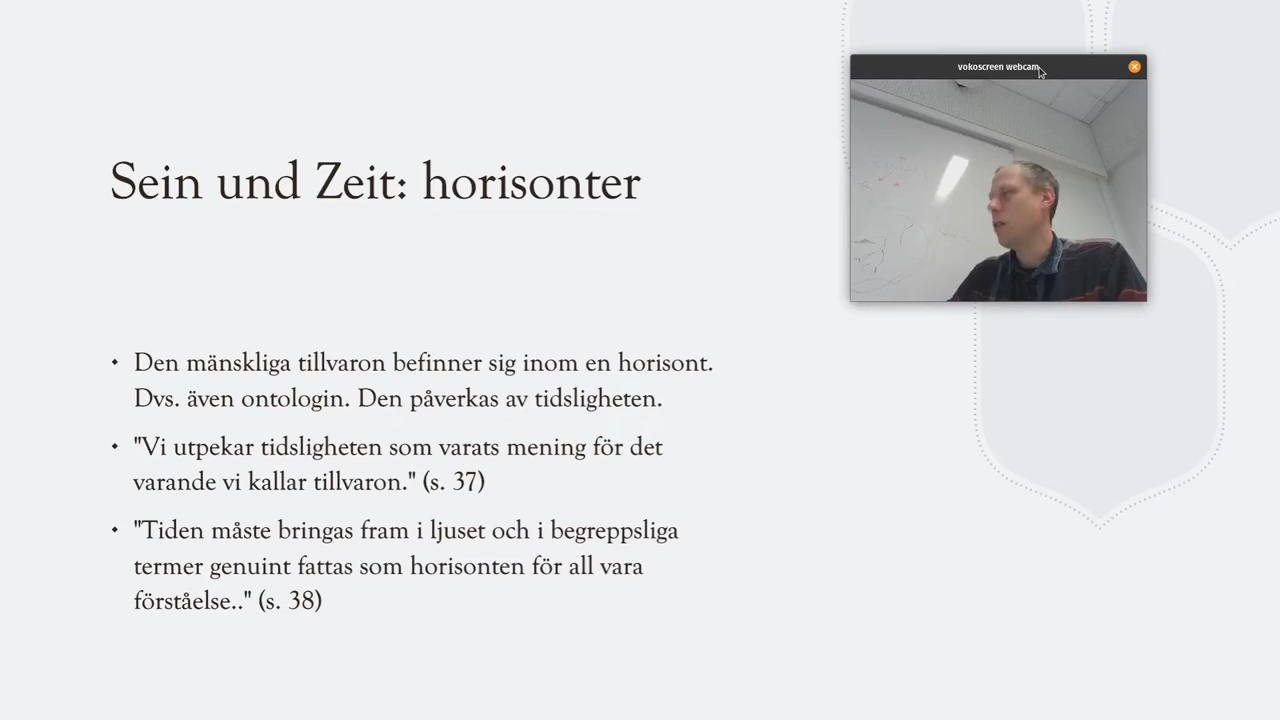 vokoscreen webcam
Sein und Zeit: horisonter
Den mänskliga tillvaron befinner sig inom en horisont.
Dvs. även ontologin. Den påverkas av tidsligheten.
"Vi utpekar tidsligheten som varats mening för det
varande vi kallar tillvaron." (s. 37)
"Tiden måste bringas fram i ljuset och i begreppsliga
termer genuint fattas som horisonten för all vara
förståelse.." (s. 38)